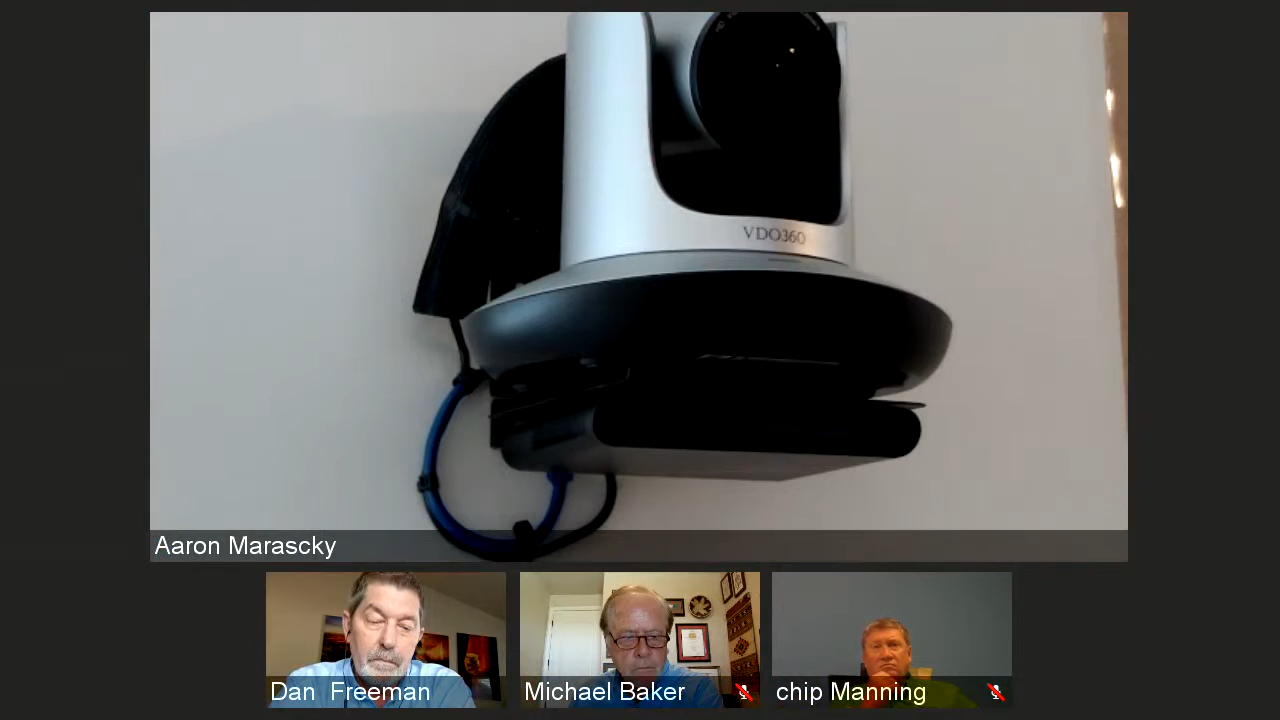 VDO360
Aaron Marascky
Dan Freeman
Michael Baker
chip Manning